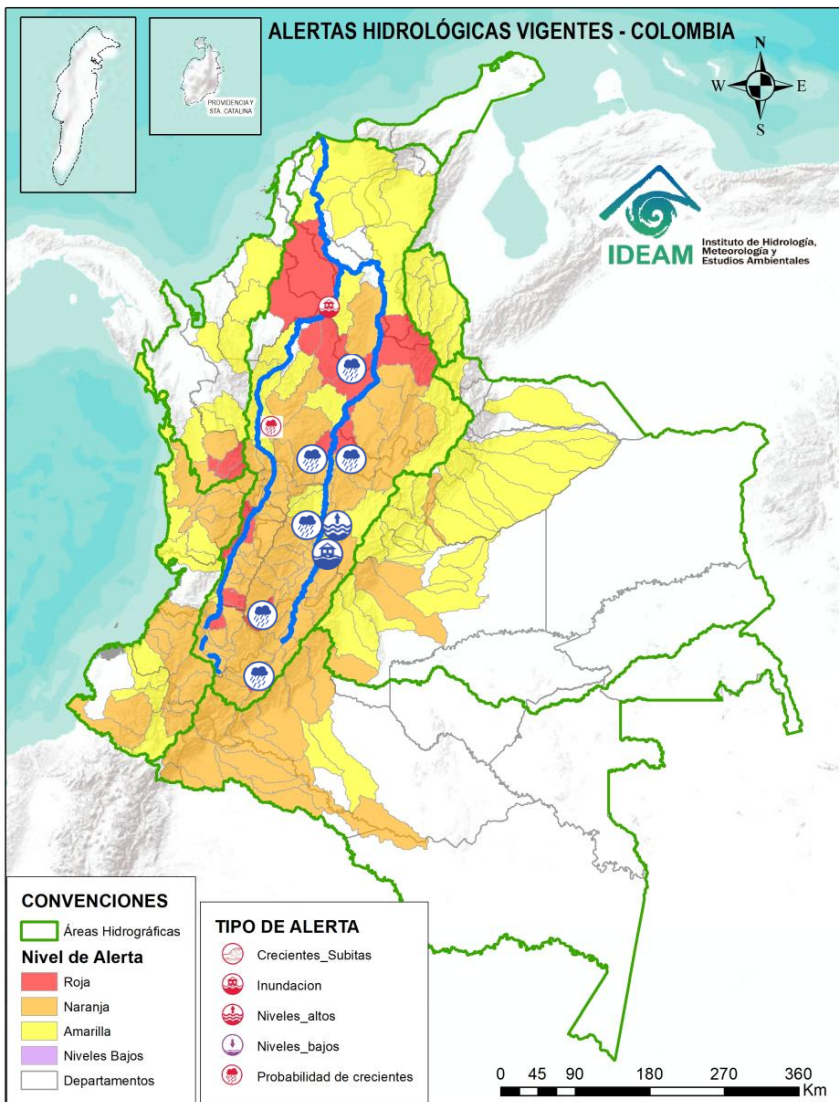 ALERTAS HIDROLÓGICAS VIGENTES - COLOMBIA
PROVIDENCIA Y
STA. CATALINA
N
W
E
S
IDEAM
Instituto de Hidrología,
Meteorología y
Estudios Ambientales
CONVENCIONES
Áreas Hidrográficas
Nivel de Alerta
Roja
Naranja
Amarilla
Niveles Bajos
Departamentos
TIPO DE ALERTA
Crecientes_Subitas
Inundacion
Niveles_altos
Niveles_bajos
Probabilidad de crecientes
0 45 90 180 270 360
Km